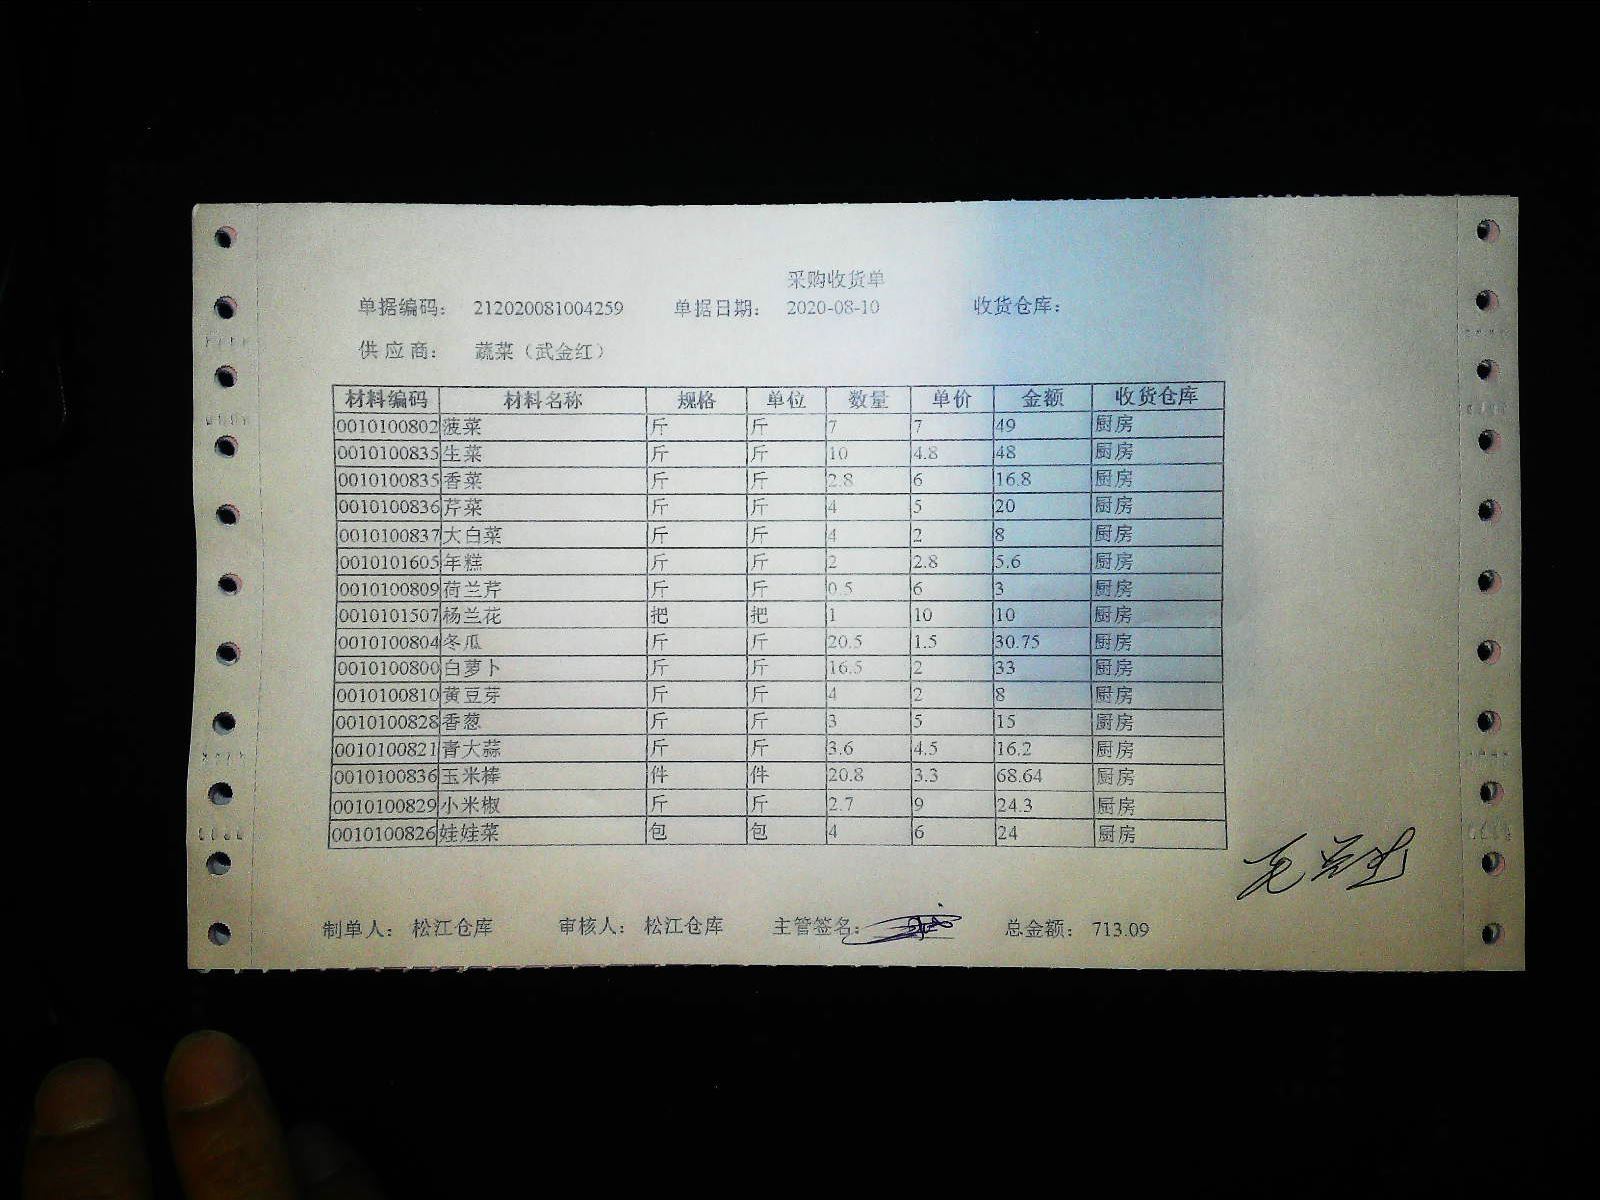 采购收货单
单据编码： 212020081004259 单据日期： 2020-08-10 收货仓库：
供应商： 蔬菜（武金红）
材料编码 材料名称 规格 单位 数量 单价 金额 收货仓库
0010100802 菠菜 斤 斤 7 7 49 厨房
0010100835 生菜 斤 斤 10 4.8 48 厨房
0010100835 香菜 斤 斤 2.8 6 16.8 厨房
0010100836 芹菜 斤 斤 4 5 20 厨房
0010100837 大白菜 斤 斤 4 2 8 厨房
0010101605 年糕 斤 斤 2 2.8 5.6 厨房
0010100809 荷兰芹 斤 斤 0.5 6 3 厨房
0010101507 杨兰花 把 把 1 10 10 厨房
0010100804 冬瓜 斤 斤 20.5 1.5 30.75 厨房
0010100800 白萝卜 斤 斤 16.5 2 33 厨房
0010100810 黄豆芽 斤 斤 4 2 8 厨房
0010100828 香葱 斤 斤 3 5 15 厨房
0010100821 青大蒜 斤 斤 3.6 4.5 16.2 厨房
0010100836 玉米棒 件 件 20.8 3.3 68.64 厨房
0010100829 小米椒 斤 斤 2.7 9 24.3 厨房
0010100826 娃娃菜 包 包 4 6 24 厨房
制单人： 松江仓库 审核人： 松江仓库 主管签名： 总金额： 713.09